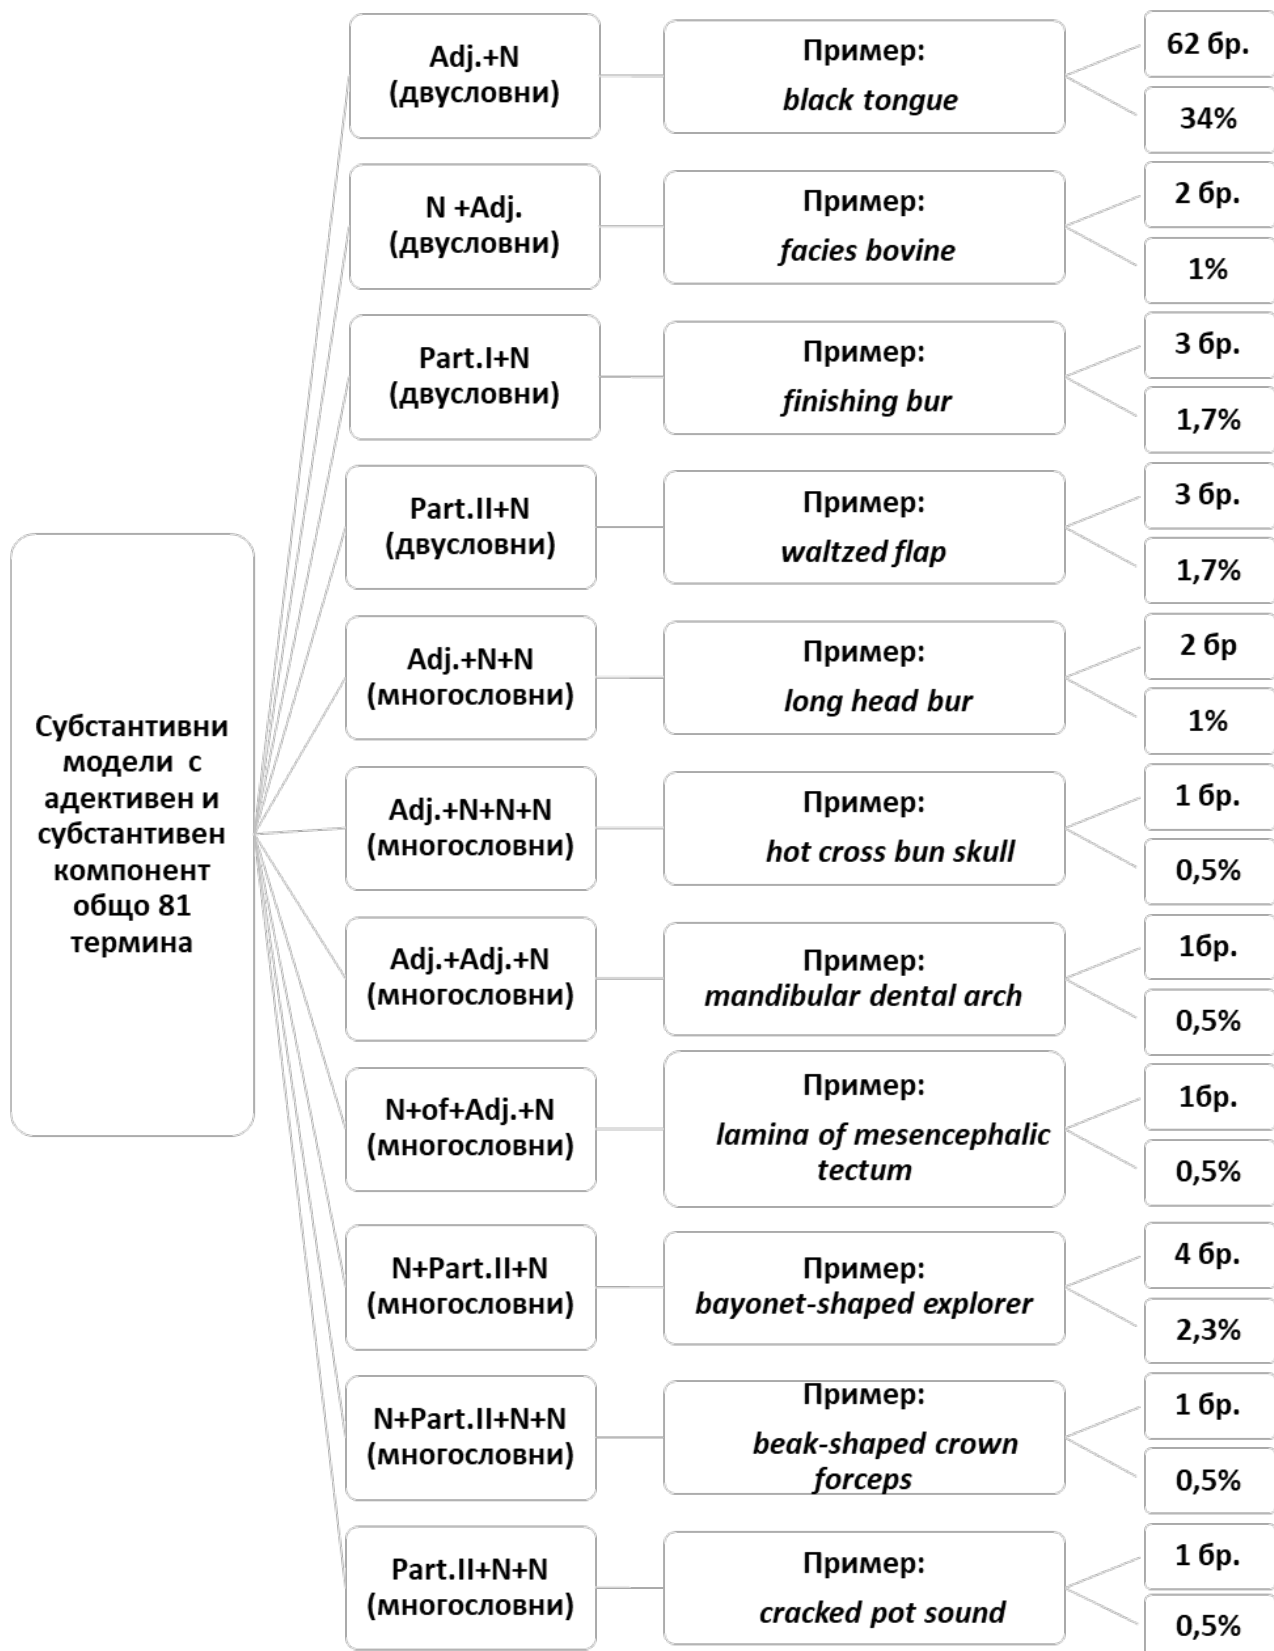 Субстантивни
модели с
адективен и
субстантивен
компонент
общо 81
термина
Adj.+N
(двусловни)
Пример:
black tongue
62 бр.
34%
N +Adj.
(двусловни)
Пример:
facies bovine
2 бр.
1%
Part.I+N
(двусловни)
Пример:
finishing bur
3 бр.
1,7%
Part.II+N
(двусловни)
Пример:
waltzed flap
3 бр.
1,7%
Adj.+N+N
(многословни)
Пример:
long head bur
2 бр
1%
Adj.+N+N+N
(многословни)
Пример:
hot cross bun skull
1 бр.
0,5%
Adj.+Adj.+N
(многословни)
Пример:
mandibular dental arch
1бр.
0,5%
N+of+Adj.+N
(многословни)
Пример:
lamina of mesencephalic
tectum
1бр.
0,5%
N+Part.II+N
(многословни)
Пример:
bayonet-shaped explorer
4 бр.
2,3%
N+Part.II+N+N
(многословни)
Пример:
beak-shaped crown
forceps
1 бр.
0,5%
Part.II+N+N
(многословни)
Пример:
cracked pot sound
1 бр.
0,5%